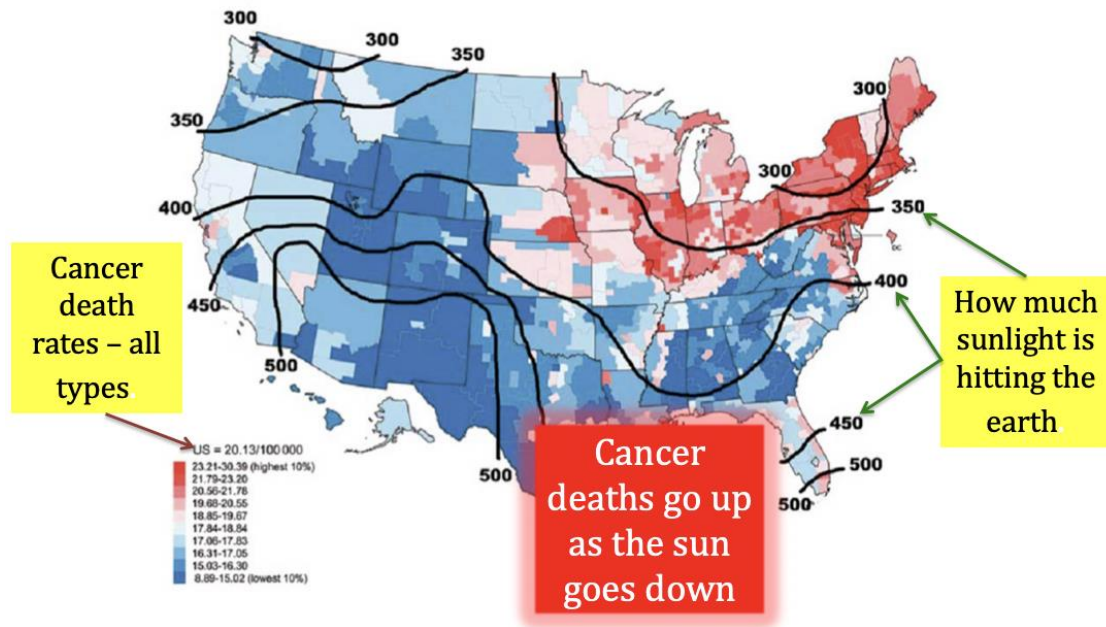 300
300
350
300
350
300
350
400
400
450
500
500
450
500
500
Cancer
death
rates – all
types.
How much
sunlight is
hitting the
earth
DC
US = 20.13/100 000
23.21-30.39 (highest 10%)
21.79-23.20
20.56-21.78
19.68-20.55
18.85-19.67
17.84-18.84
17.06-17.83
16.31-17.05
15.03-16.30
8.89-15.02 (lowest 10%)
Cancer
deaths go up
as the sun
goes down